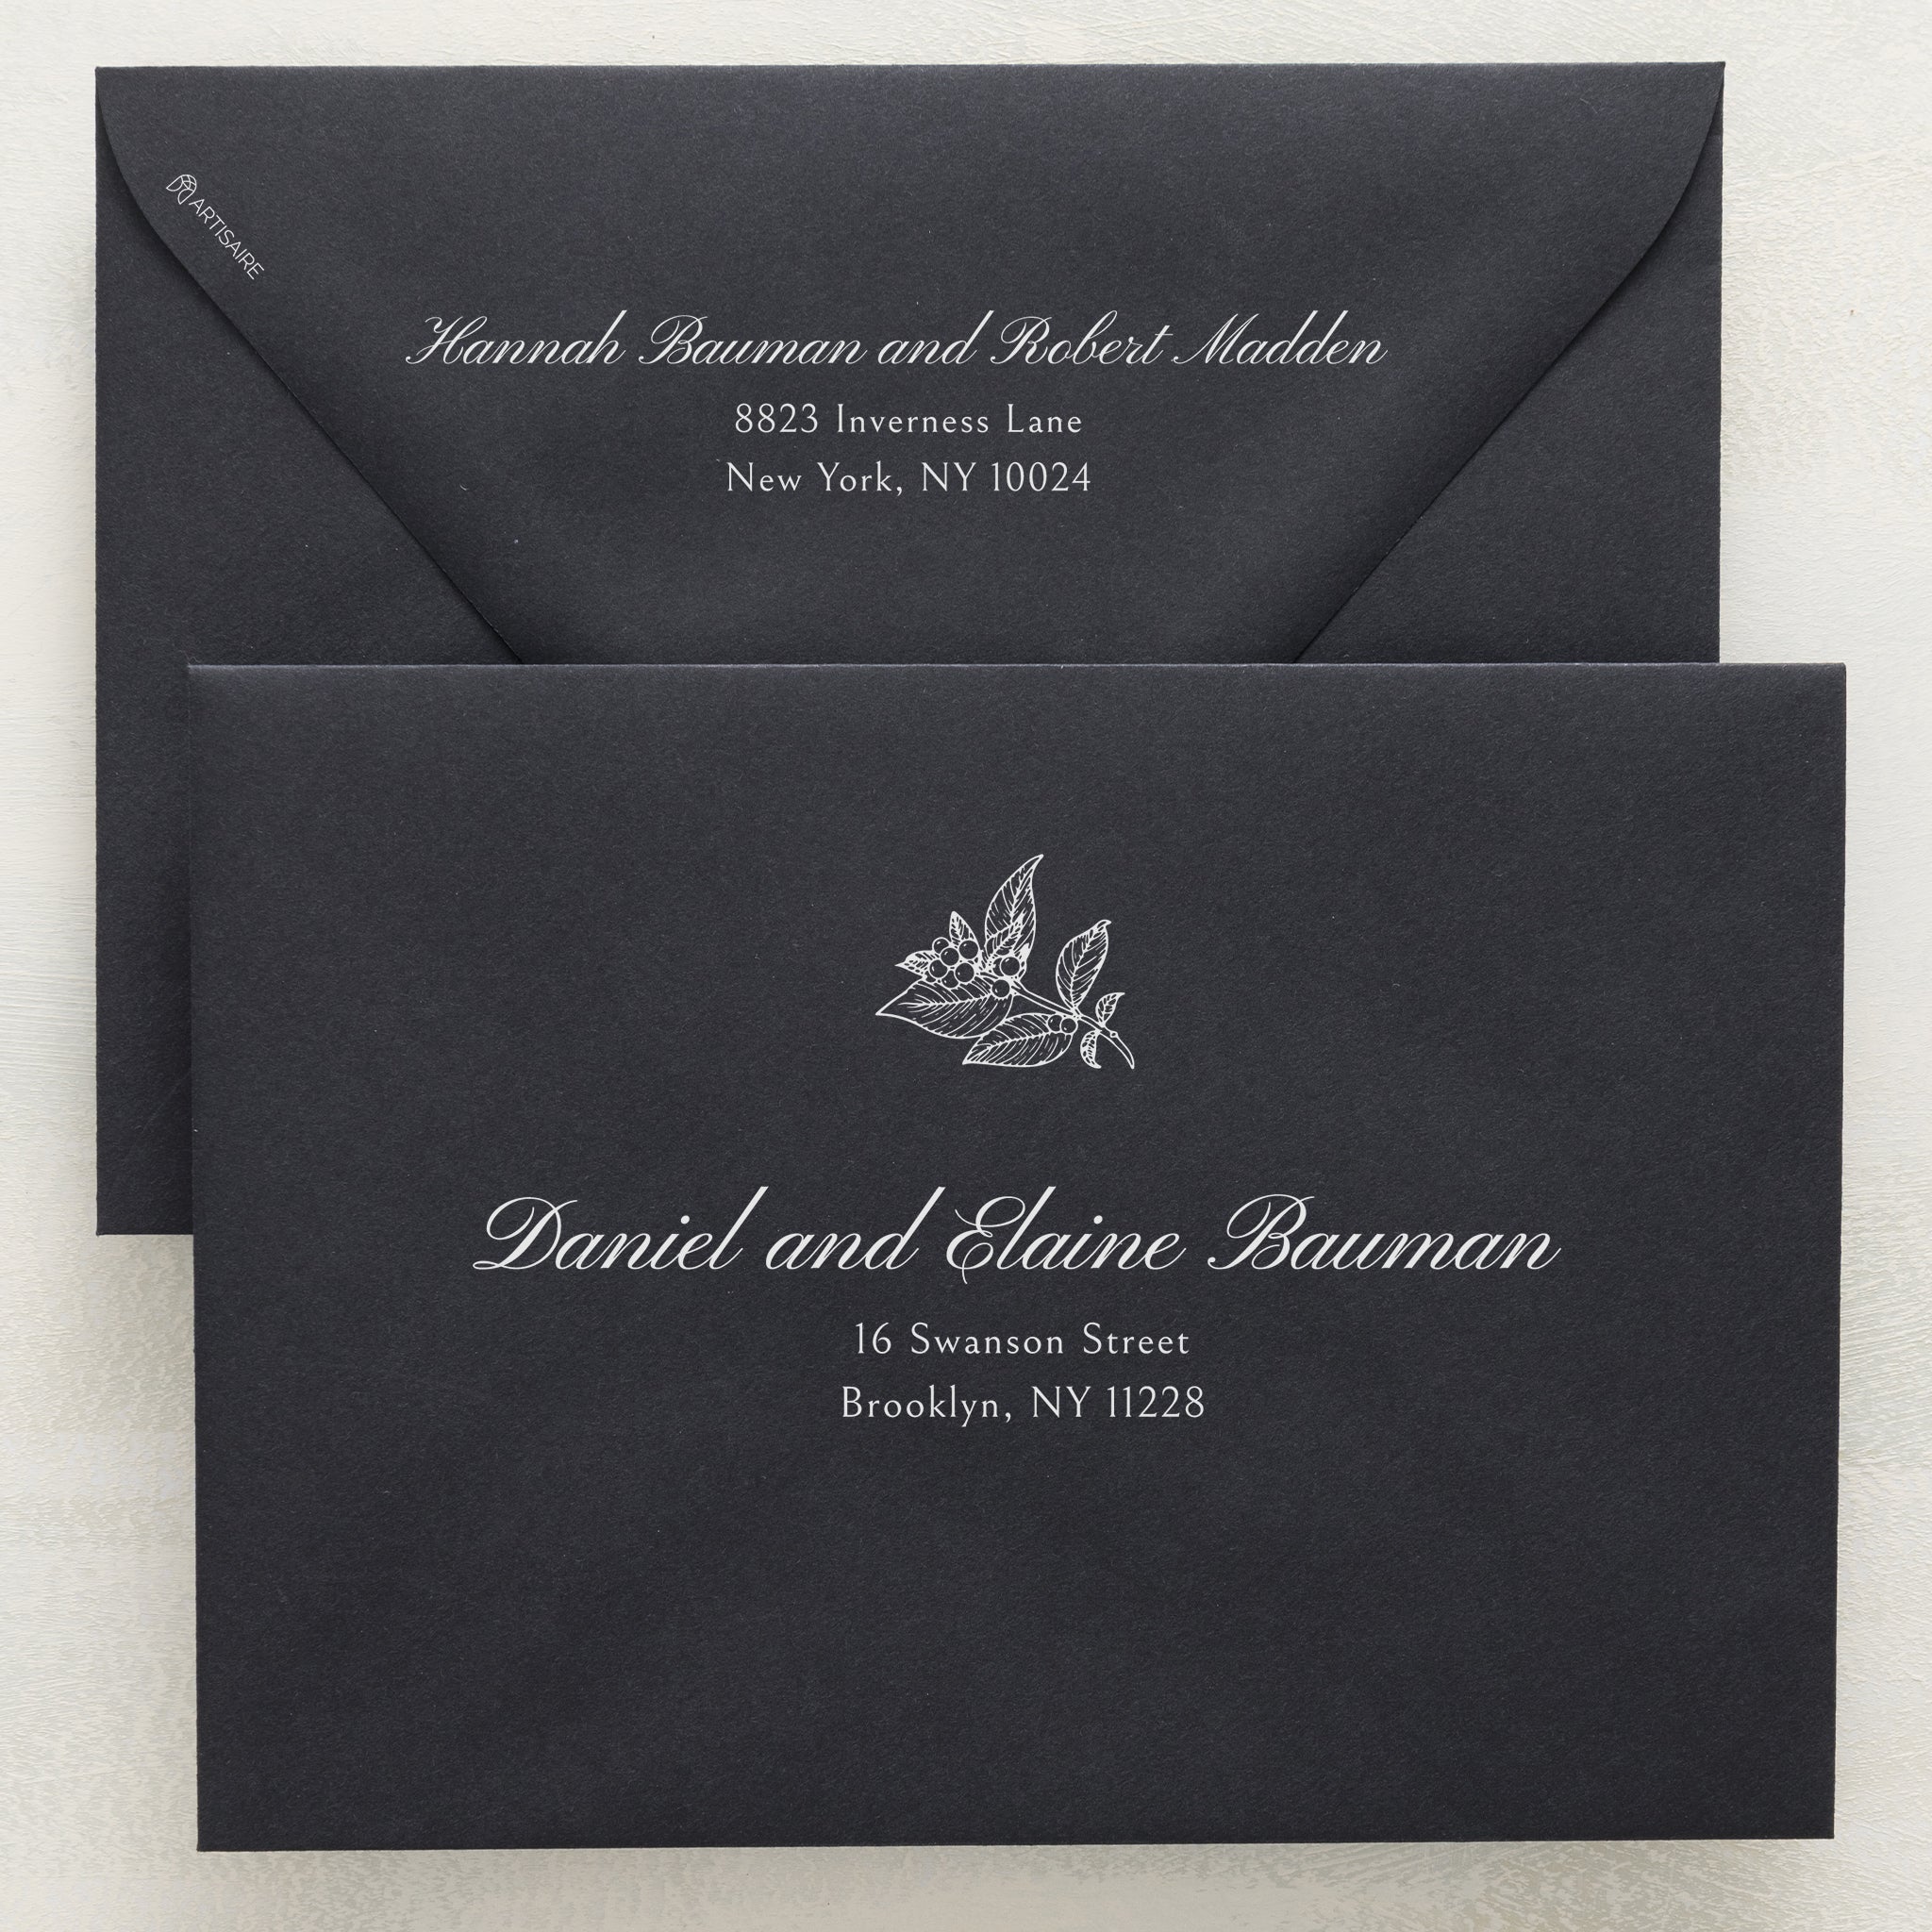 ARTISAIRE
Hannah Bauman and Robert Madden
8823 Inverness Lane
New York, NY 10024
Daniel and Elaine Bauman
16 Swanson Street
Brooklyn, NY 11228